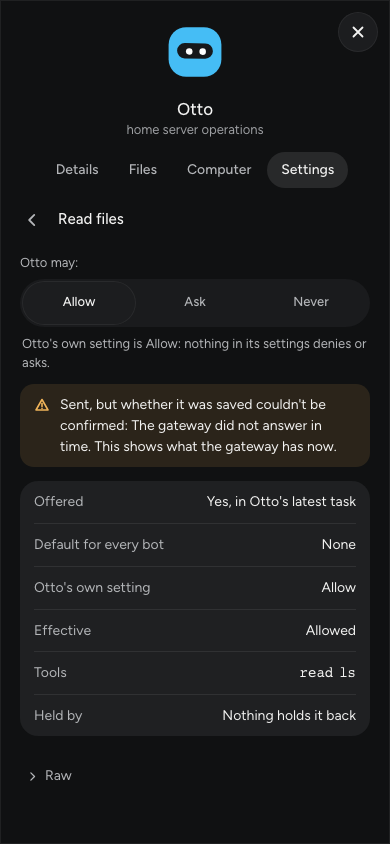 Otto
home server operations
Details Files Computer Settings
Read files
Otto may:
Allow Ask Never
Otto's own setting is Allow: nothing in its settings denies or
asks.
Sent, but whether it was saved couldn't be
confirmed: The gateway did not answer in
time. This shows what the gateway has now.
Offered Yes, in Otto's latest task
Default for every bot None
Otto's own setting Allow
Effective Allowed
Tools read ls
Held by Nothing holds it back
Raw